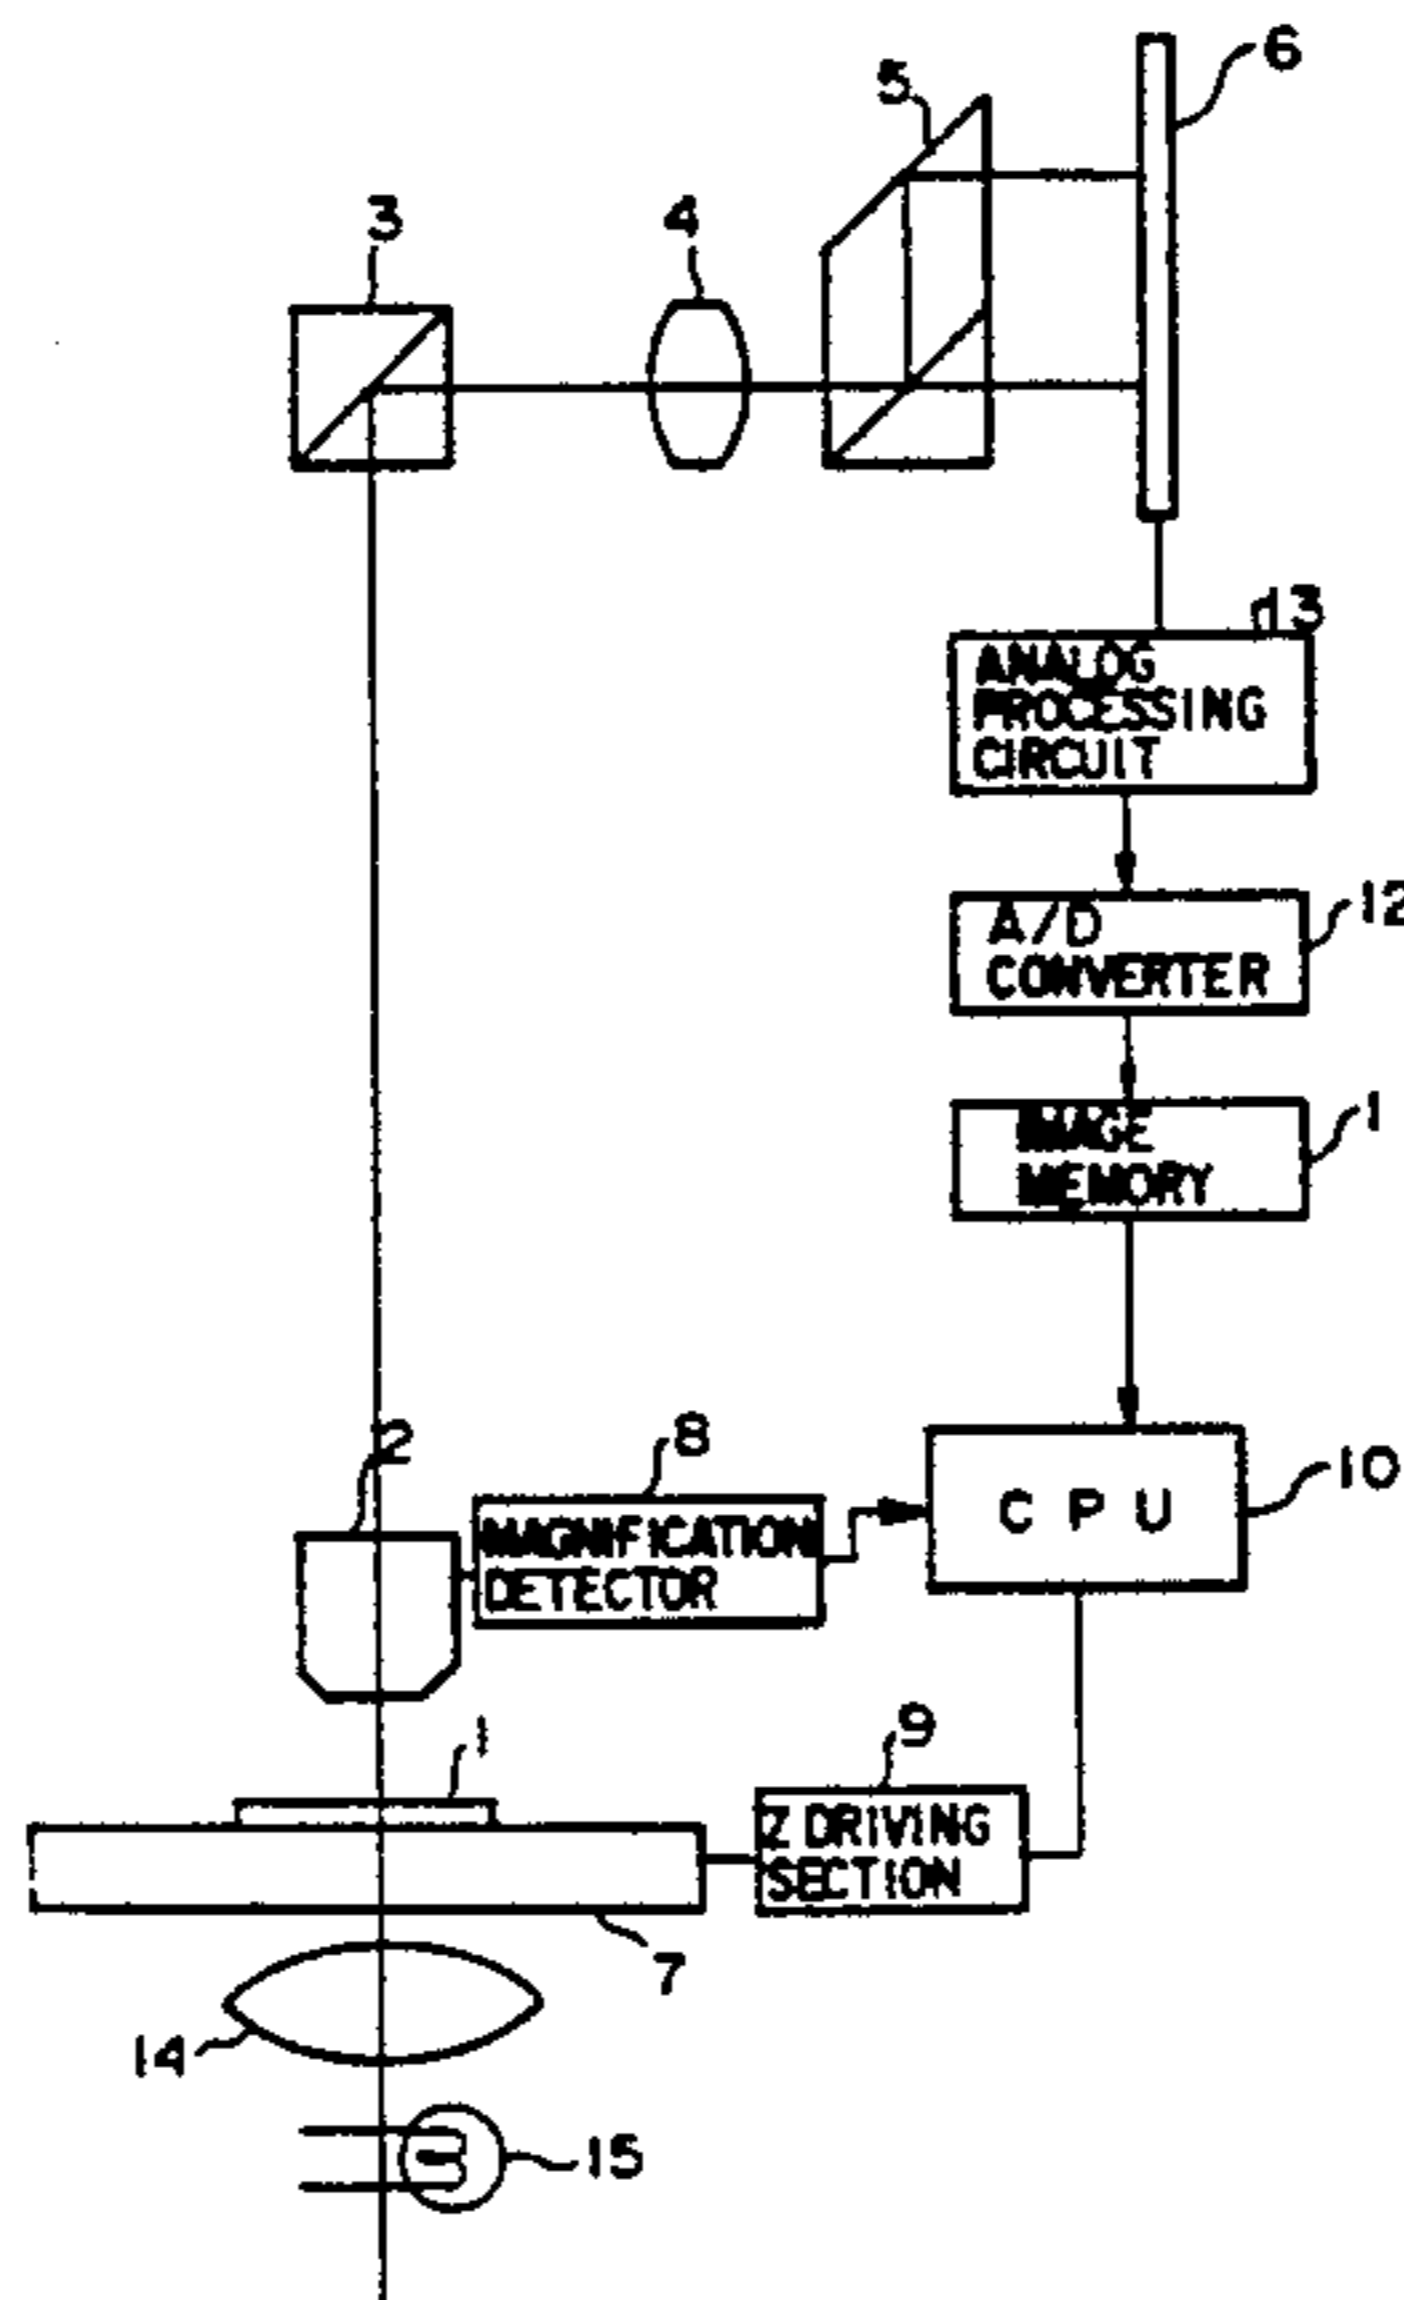 6
5
3
4
13
ANALOG
PROCESSING
CIRCUIT
12
A/D
CONVERTER
1
IMAGE
MEMORY
2
8
10
MAGNIFICATION
DETECTOR
C P U
1
9
Z DRIVING
SECTION
7
14
15